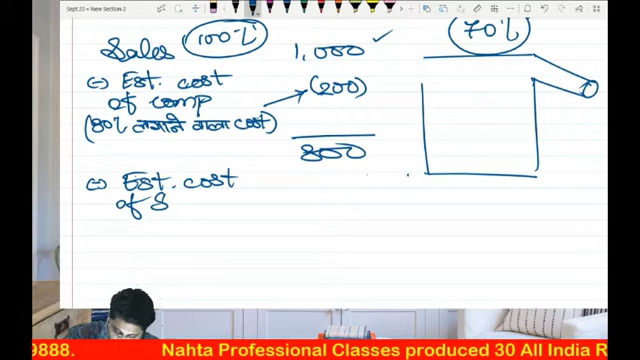 Sept.20
New Section 2
100%
70%
Sales 1,000 ✓
(-) Est. cost
of comp (200)
(80% लगाने वाला cost)
800
(-) Est. cost
of S
9888. Nahta Professional Classes produced 30 All India R